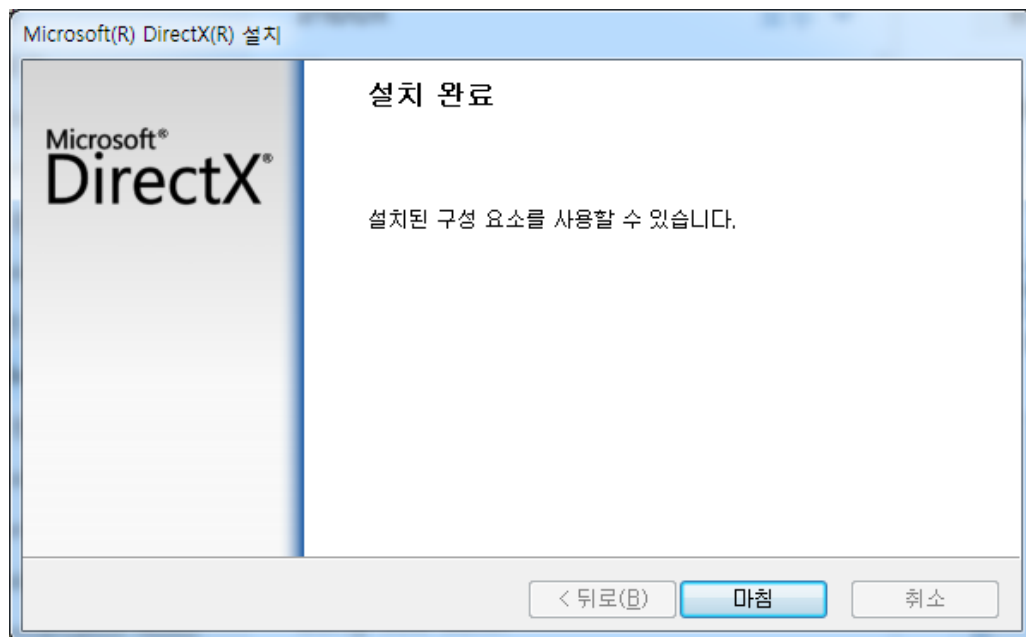 Microsoft(R) DirectX(R) 설치
Microsoft®
DirectX®
설치 완료
설치된 구성 요소를 사용할 수 있습니다.
< 뒤로(B)
마침
취소